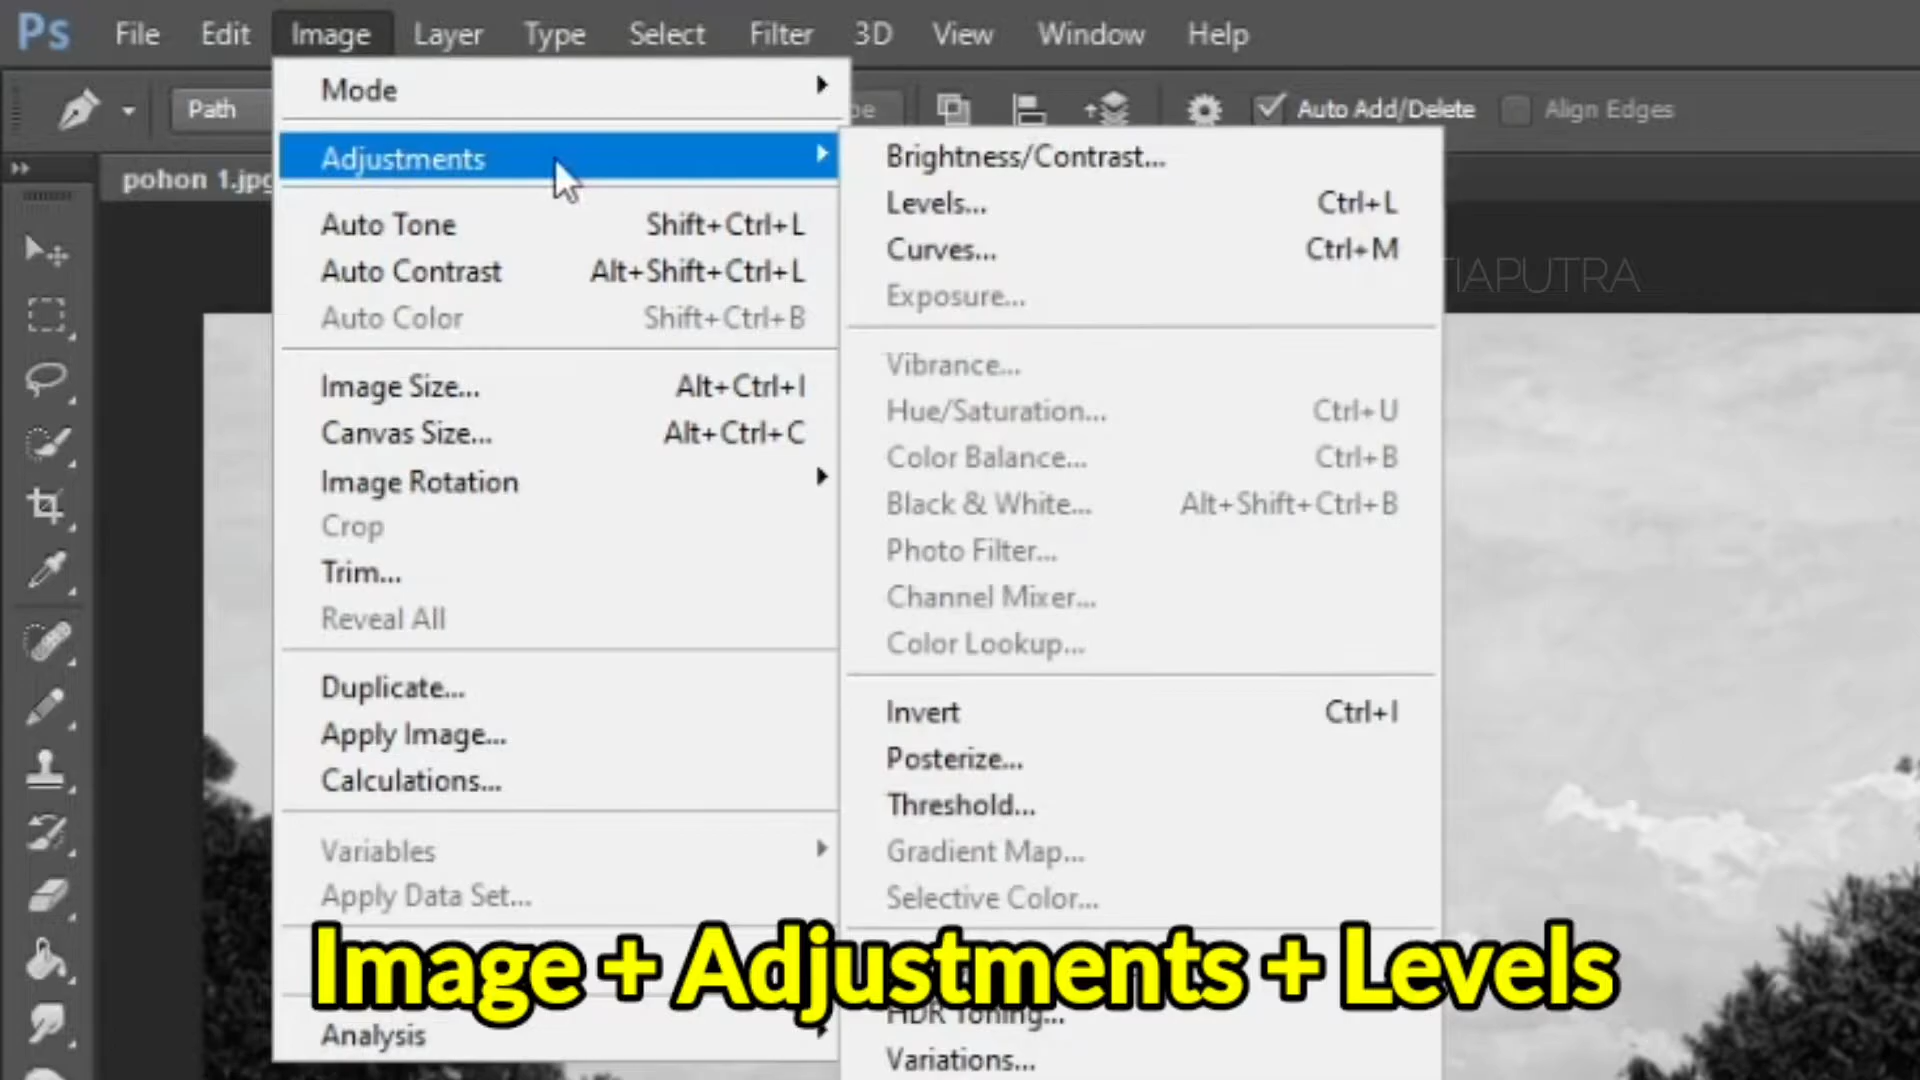 Ps File Edit Image Layer Type Select Filter 3D View Window Help
Path Auto Add/Delete Align Edges
pohon 1.jpg
Mode
Adjustments
Auto Tone Shift+Ctrl+L
Auto Contrast Alt+Shift+Ctrl+L
Auto Color Shift+Ctrl+B
Image Size... Alt+Ctrl+I
Canvas Size... Alt+Ctrl+C
Image Rotation
Crop
Trim...
Reveal All
Duplicate...
Apply Image...
Calculations...
Variables
Apply Data Set...
Analysis
Brightness/Contrast...
Levels... Ctrl+L
Curves... Ctrl+M
Exposure...
Vibrance...
Hue/Saturation... Ctrl+U
Color Balance... Ctrl+B
Black & White... Alt+Shift+Ctrl+B
Photo Filter...
Channel Mixer...
Color Lookup...
Invert Ctrl+I
Posterize...
Threshold...
Gradient Map...
Selective Color...
HDR Toning...
Variations...
TIAPUTRA
Image + Adjustments + Levels